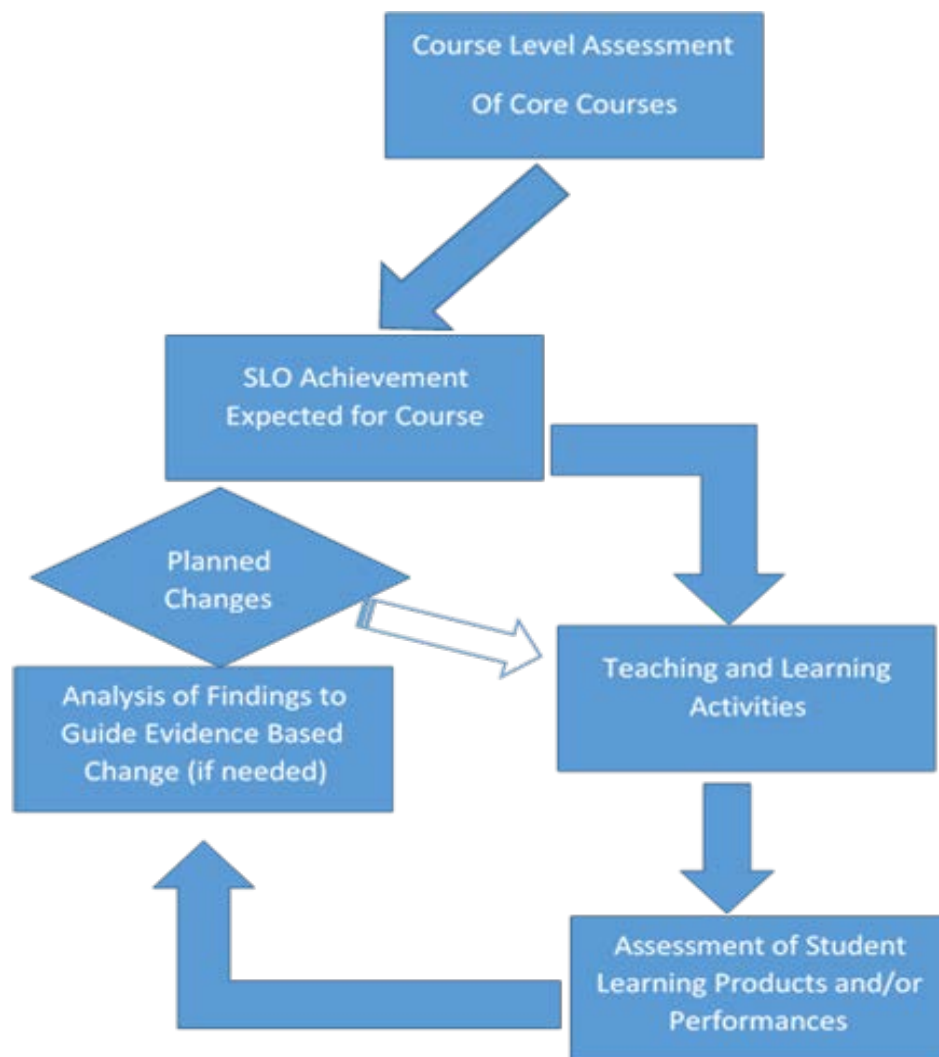 Course Level Assessment
Of Core Courses
SLO Achievement
Expected for Course
Planned
Changes
Teaching and Learning
Activities
Analysis of Findings to
Guide Evidence Based
Change (if needed)
Assessment of Student
Learning Products and/or
Performances